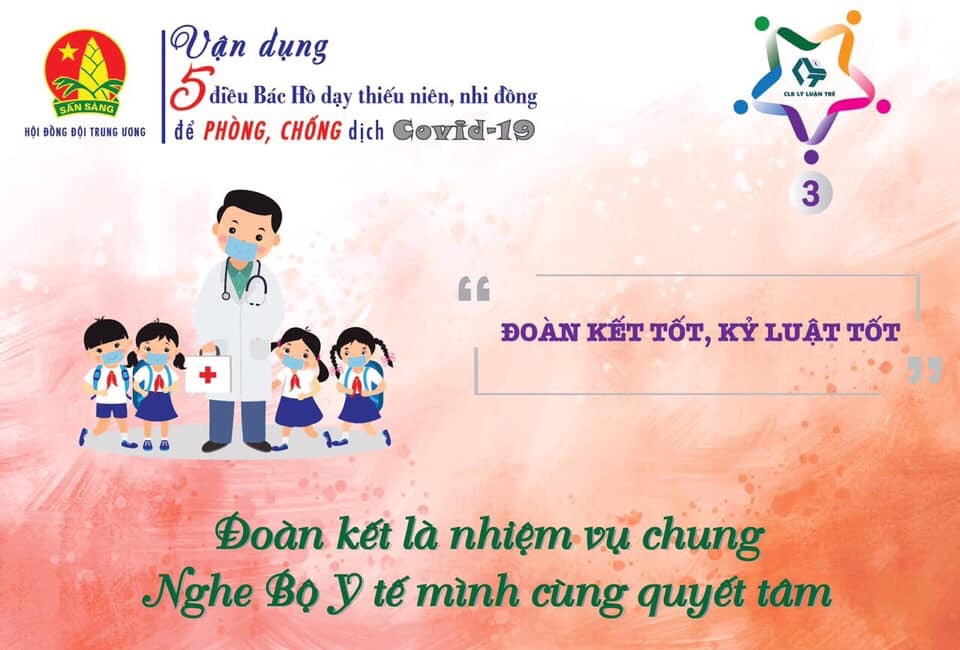 SẴN SÀNG
HỘI ĐỒNG ĐỘI TRUNG ƯƠNG
Vận dụng
5 điều Bác Hồ dạy thiếu niên, nhi đồng
để PHÒNG, CHỐNG dịch Covid-19
CLB LÝ LUẬN TRẺ
3
“ ĐOÀN KẾT TỐT, KỶ LUẬT TỐT ”
Đoàn kết là nhiệm vụ chung
Nghe Bộ Y tế mình cùng quyết tâm